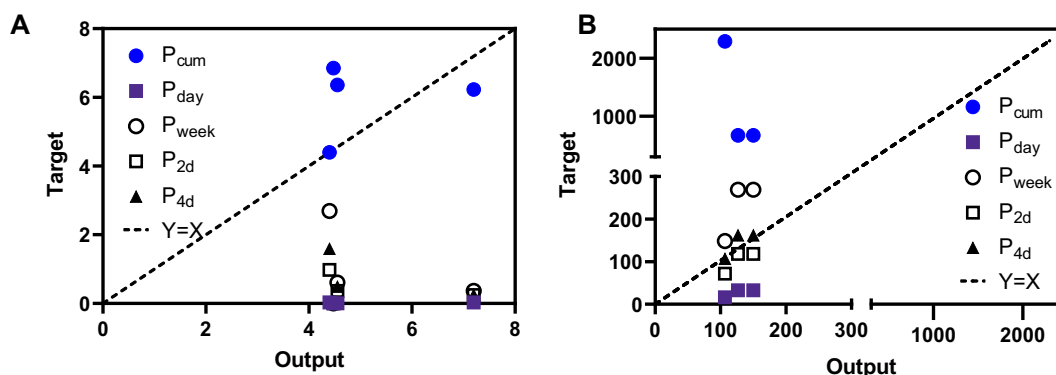 A
8
6
4
2
0
Target
P_cum
P_day
P_week
P_2d
P_4d
Y=X
0 2 4 6 8
Output
B
2000
1000
300
200
100
0
Target
P_cum
P_day
P_week
P_2d
P_4d
Y=X
0 100 200 300 1000 2000
Output